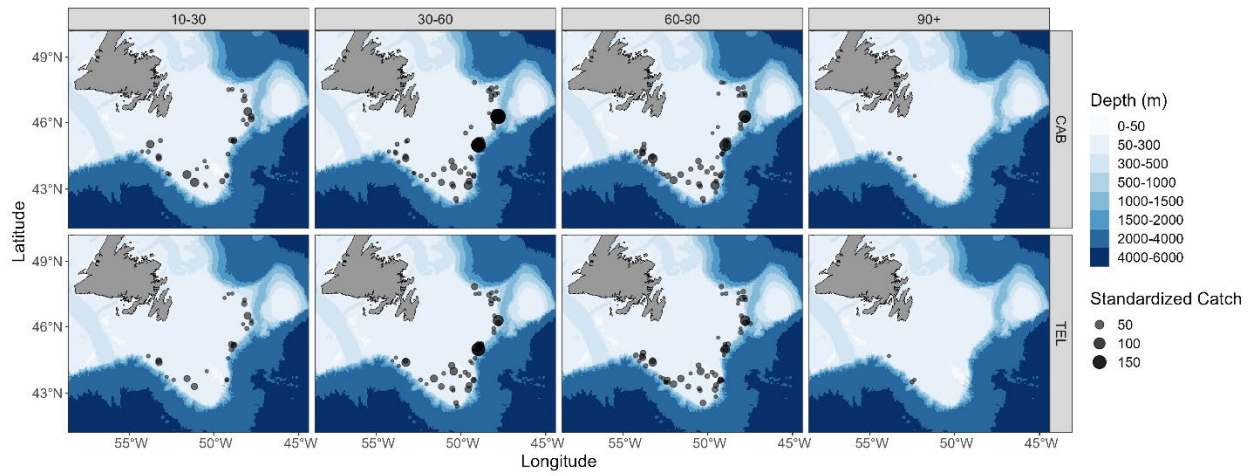 10-30 30-60 60-90 90+
49°N
46°N
43°N
CAB
49°N
46°N
43°N
TEL
55°W 50°W 45°W 55°W 50°W 45°W 55°W 50°W 45°W 55°W 50°W 45°W
Latitude
Longitude
Depth (m)
0-50
50-300
300-500
500-1000
1000-1500
1500-2000
2000-4000
4000-6000
Standardized Catch
50
100
150